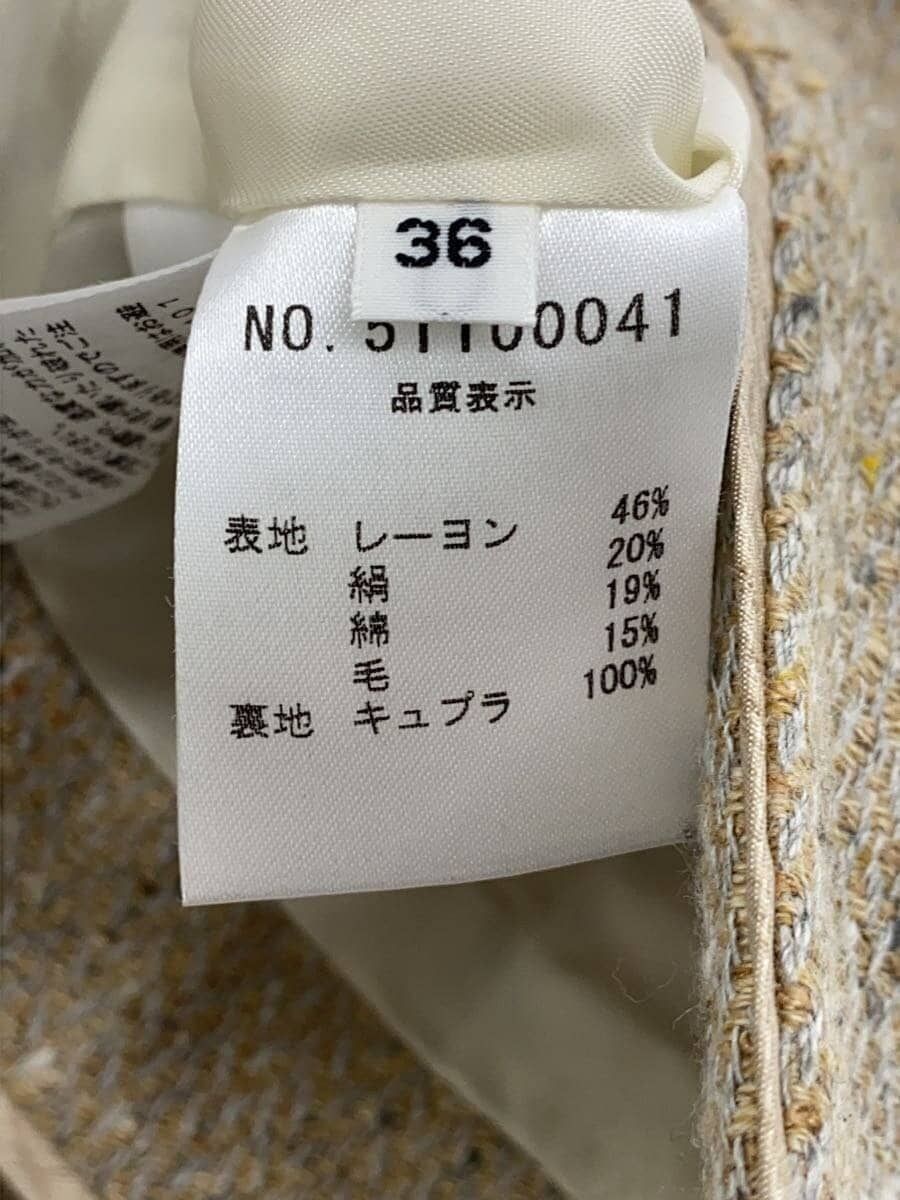 36
NO. 51100041
品質表示
表地 レーヨン 46%
絹 20%
綿 19%
毛 15%
裏地 キュプラ 100%